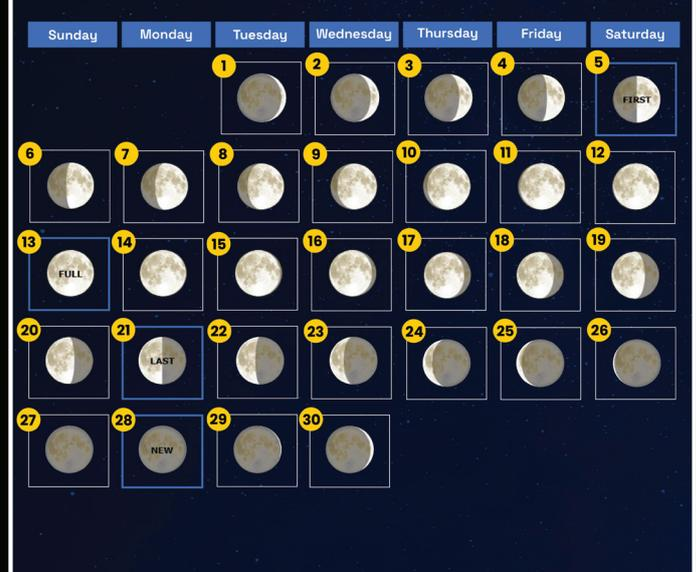 Sunday Monday Tuesday Wednesday Thursday Friday Saturday
1 2 3 4 5
FIRST
6 7 8 9 10 11 12
13 14 15 16 17 18 19
FULL
20 21 22 23 24 25 26
LAST
27 28 29 30
NEW